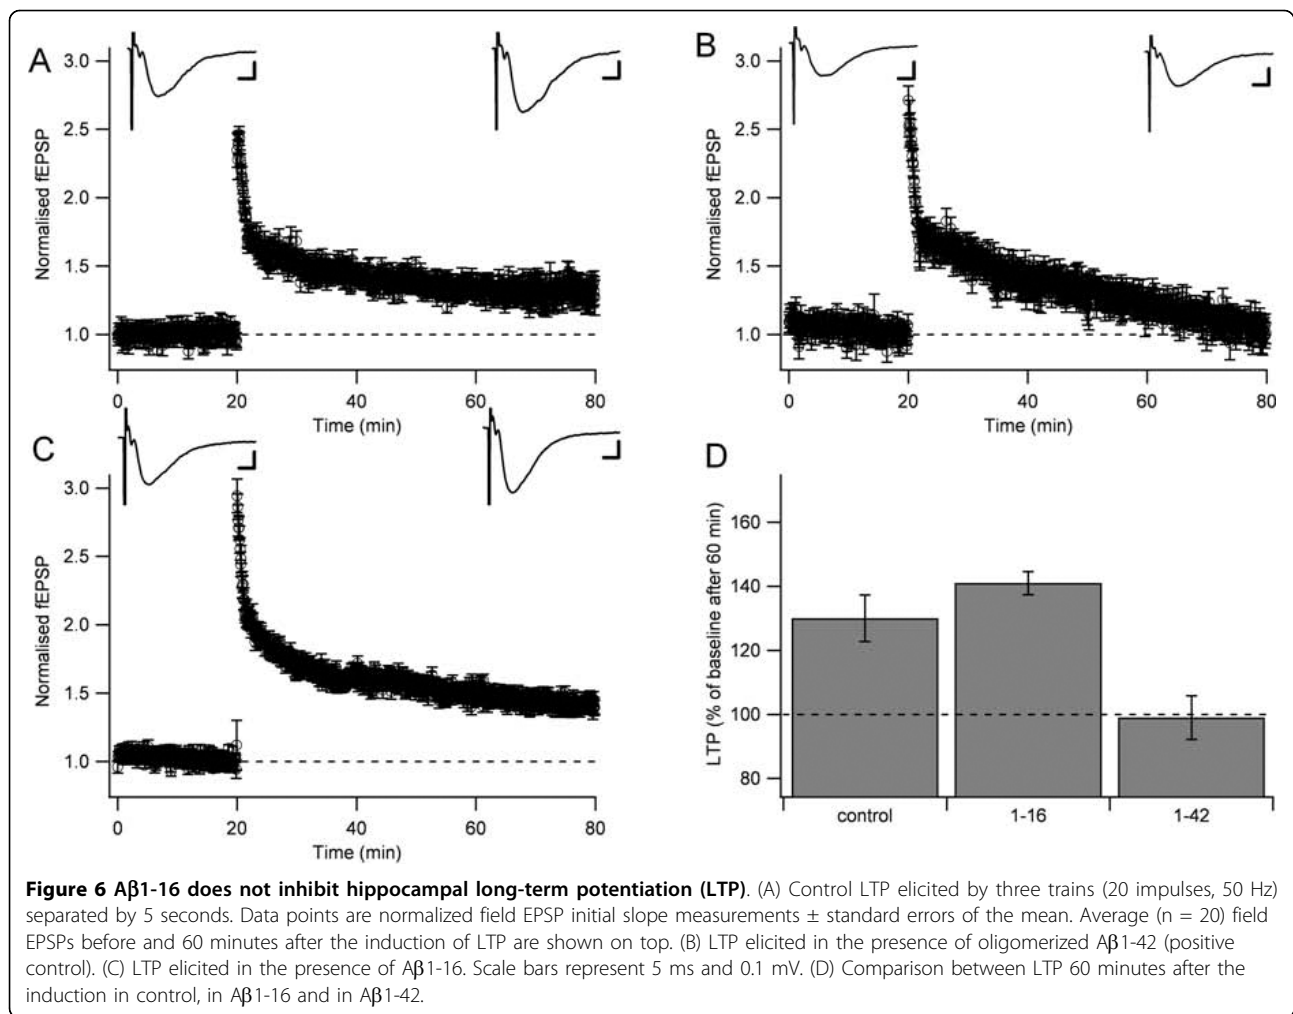 A
3.0
2.5
2.0
1.5
1.0
Normalised fEPSP
0
20
40
60
80
Time (min)
B
3.0
2.5
2.0
1.5
1.0
Normalised fEPSP
0
20
40
60
80
Time (min)
C
3.0
2.5
2.0
1.5
1.0
Normalised fEPSP
0
20
40
60
80
Time (min)
D
160
140
120
100
80
LTP (% of baseline after 60 min)
control
1-16
1-42
Figure 6 Aβ1-16 does not inhibit hippocampal long-term potentiation (LTP). (A) Control LTP elicited by three trains (20 impulses, 50 Hz)
separated by 5 seconds. Data points are normalized field EPSP initial slope measurements ± standard errors of the mean. Average (n = 20) field
EPSPs before and 60 minutes after the induction of LTP are shown on top. (B) LTP elicited in the presence of oligomerized Aβ1-42 (positive
control). (C) LTP elicited in the presence of Aβ1-16. Scale bars represent 5 ms and 0.1 mV. (D) Comparison between LTP 60 minutes after the
induction in control, in Aβ1-16 and in Aβ1-42.